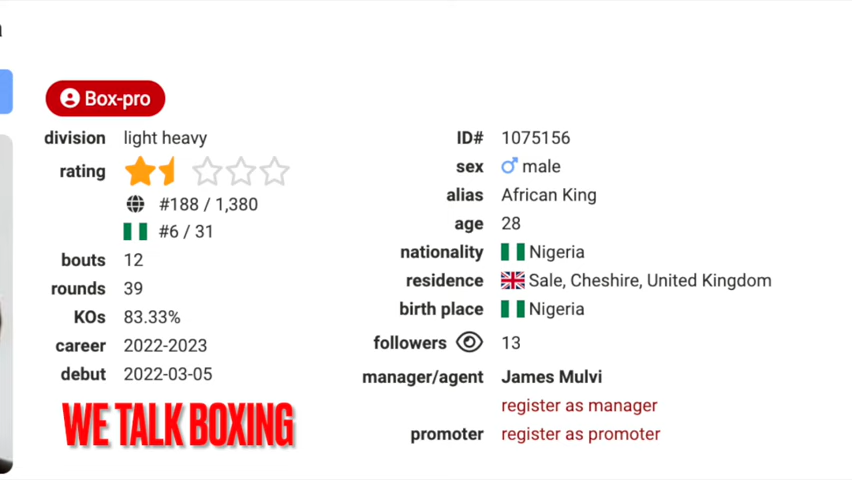 Box-pro
division light heavy
rating
#188 / 1,380
#6 / 31
bouts 12
rounds 39
KOs 83.33%
career 2022-2023
debut 2022-03-05
WE TALK BOXING
ID# 1075156
sex male
alias African King
age 28
nationality Nigeria
residence Sale, Cheshire, United Kingdom
birth place Nigeria
followers 13
manager/agent James Mulvi
register as manager
promoter register as promoter